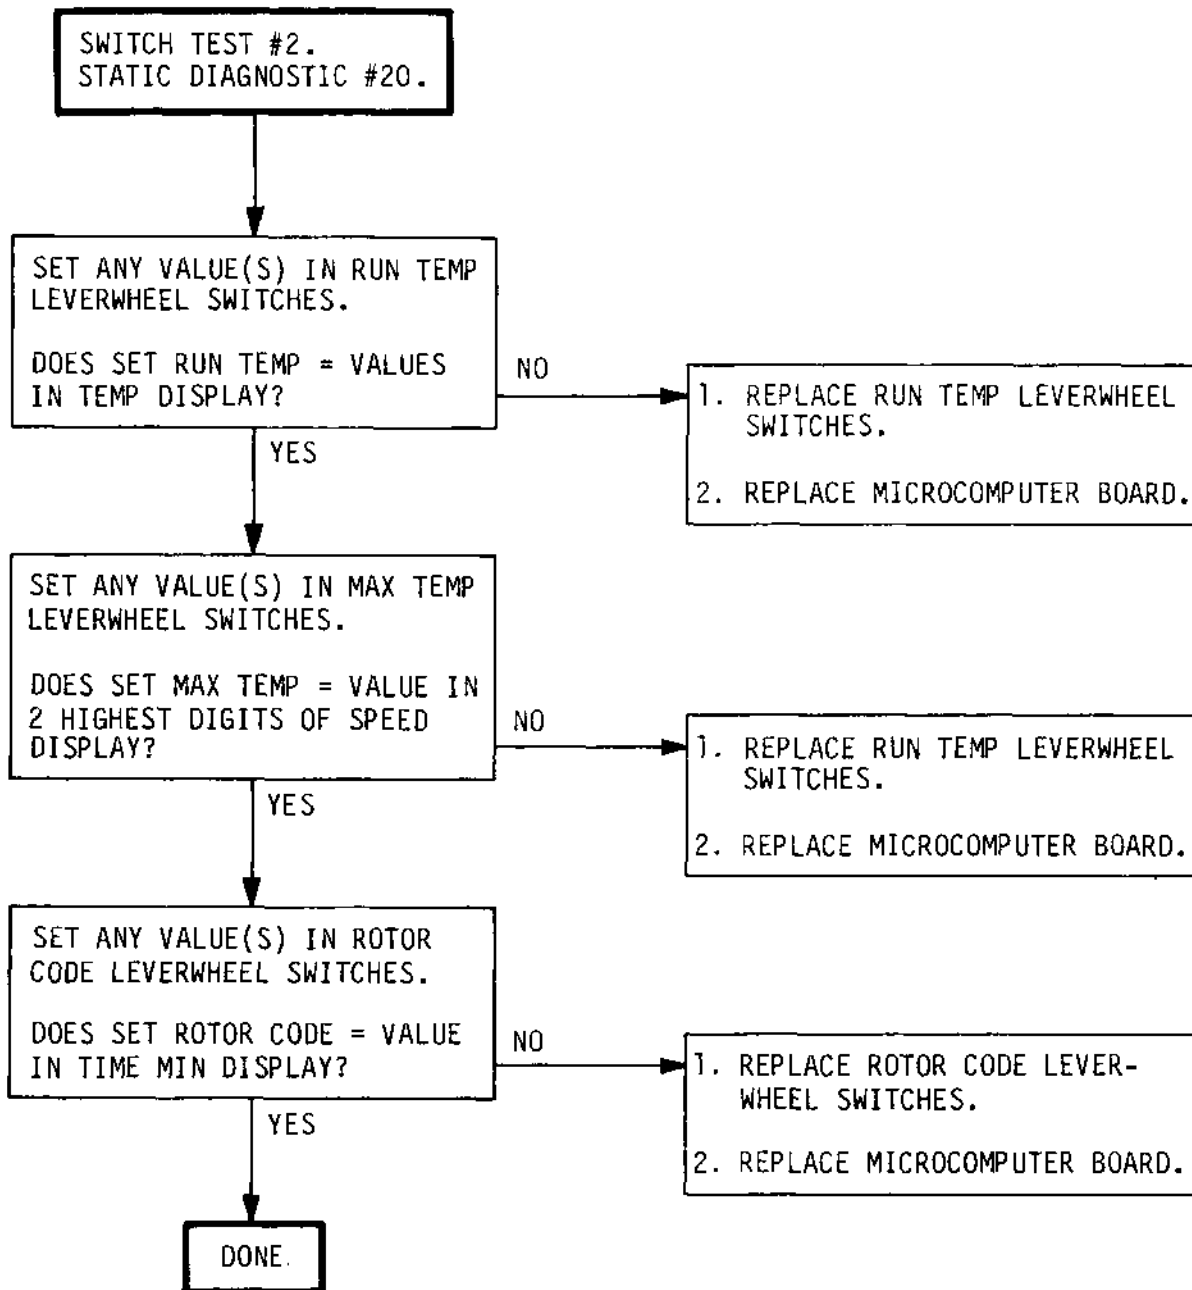 SWITCH TEST #2.
STATIC DIAGNOSTIC #20.
SET ANY VALUE(S) IN RUN TEMP
LEVERWHEEL SWITCHES.
DOES SET RUN TEMP = VALUES
IN TEMP DISPLAY?
NO
1. REPLACE RUN TEMP LEVERWHEEL
SWITCHES.
2. REPLACE MICROCOMPUTER BOARD.
YES
SET ANY VALUE(S) IN MAX TEMP
LEVERWHEEL SWITCHES.
DOES SET MAX TEMP = VALUE IN
2 HIGHEST DIGITS OF SPEED
DISPLAY?
NO
1. REPLACE RUN TEMP LEVERWHEEL
SWITCHES.
2. REPLACE MICROCOMPUTER BOARD.
YES
SET ANY VALUE(S) IN ROTOR
CODE LEVERWHEEL SWITCHES.
DOES SET ROTOR CODE = VALUE
IN TIME MIN DISPLAY?
NO
1. REPLACE ROTOR CODE LEVER-
WHEEL SWITCHES.
2. REPLACE MICROCOMPUTER BOARD.
YES
DONE.